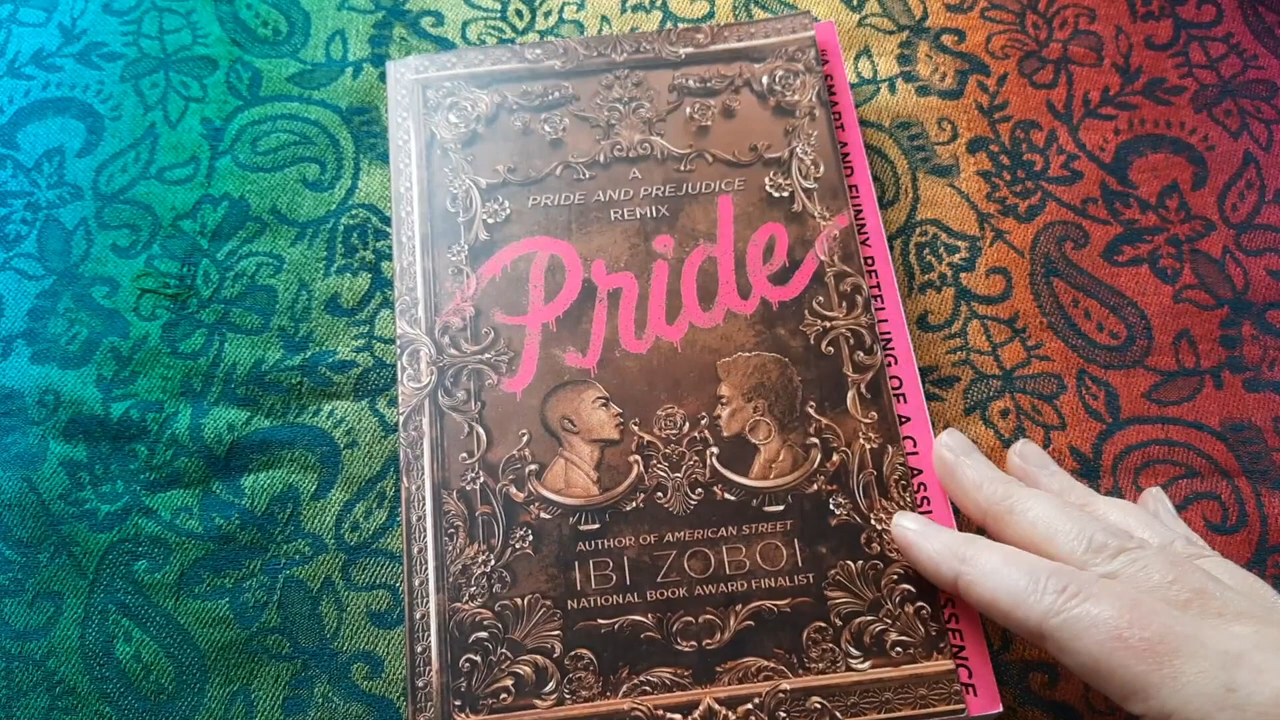 A
PRIDE AND PREJUDICE
REMIX
Pride
AUTHOR OF AMERICAN STREET
IBI ZOBOI
NATIONAL BOOK AWARD FINALIST
"A SMART AND FUNNY RETELLING OF A CLASSI
ESSENCE